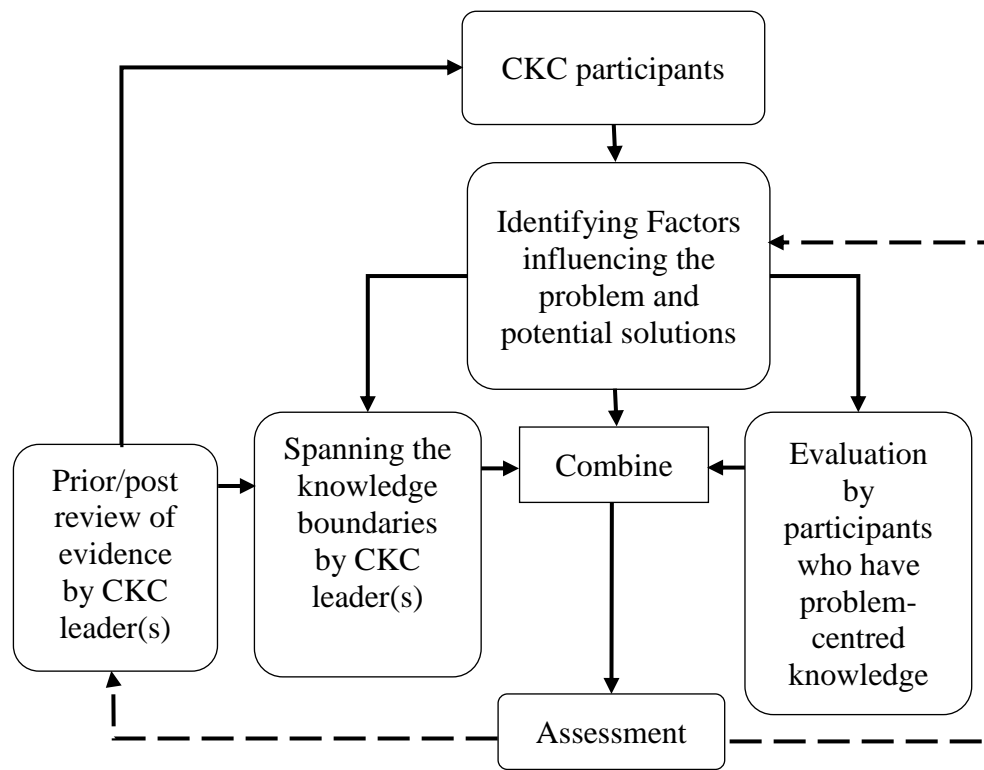 CKC participants
Identifying Factors
influencing the
problem and
potential solutions
Prior/post
review of
evidence
by CKC
leader(s)
Spanning the
knowledge
boundaries
by CKC
leader(s)
Combine
Evaluation
by
participants
who have
problem-
centred
knowledge
Assessment